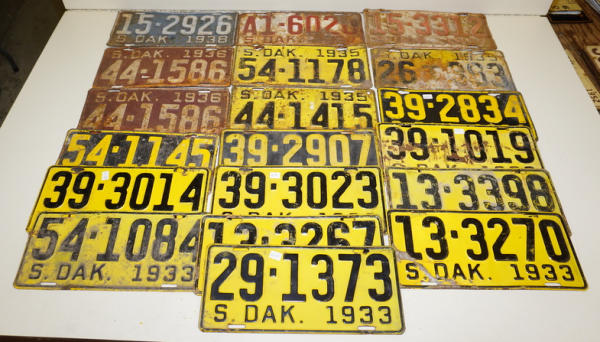 15-2926
S. DAK. 1938
S. DAK. 1936
44-1586
S. DAK. 1936
44-1586
54-1145
39-3014
54-1084
S. DAK. 1933
S. DAK. 1935
54-1178
S. DAK. 1935
44-1415
39-2907
39-3023
13-3267
29-1373
S. DAK. 1933
39-2834
39-1019
13-3398
13-3270
S. DAK. 1933